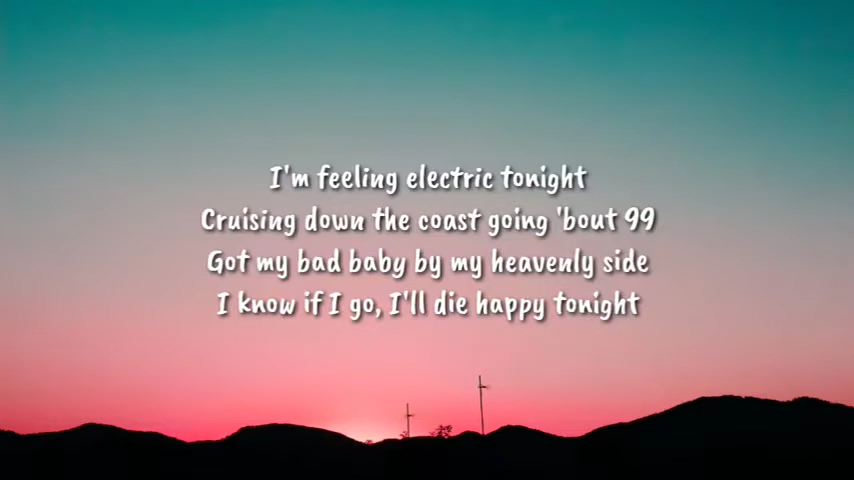 I'm feeling electric tonight
Cruising down the coast going 'bout 99
Got my bad baby by my heavenly side
I know if I go, I'll die happy tonight